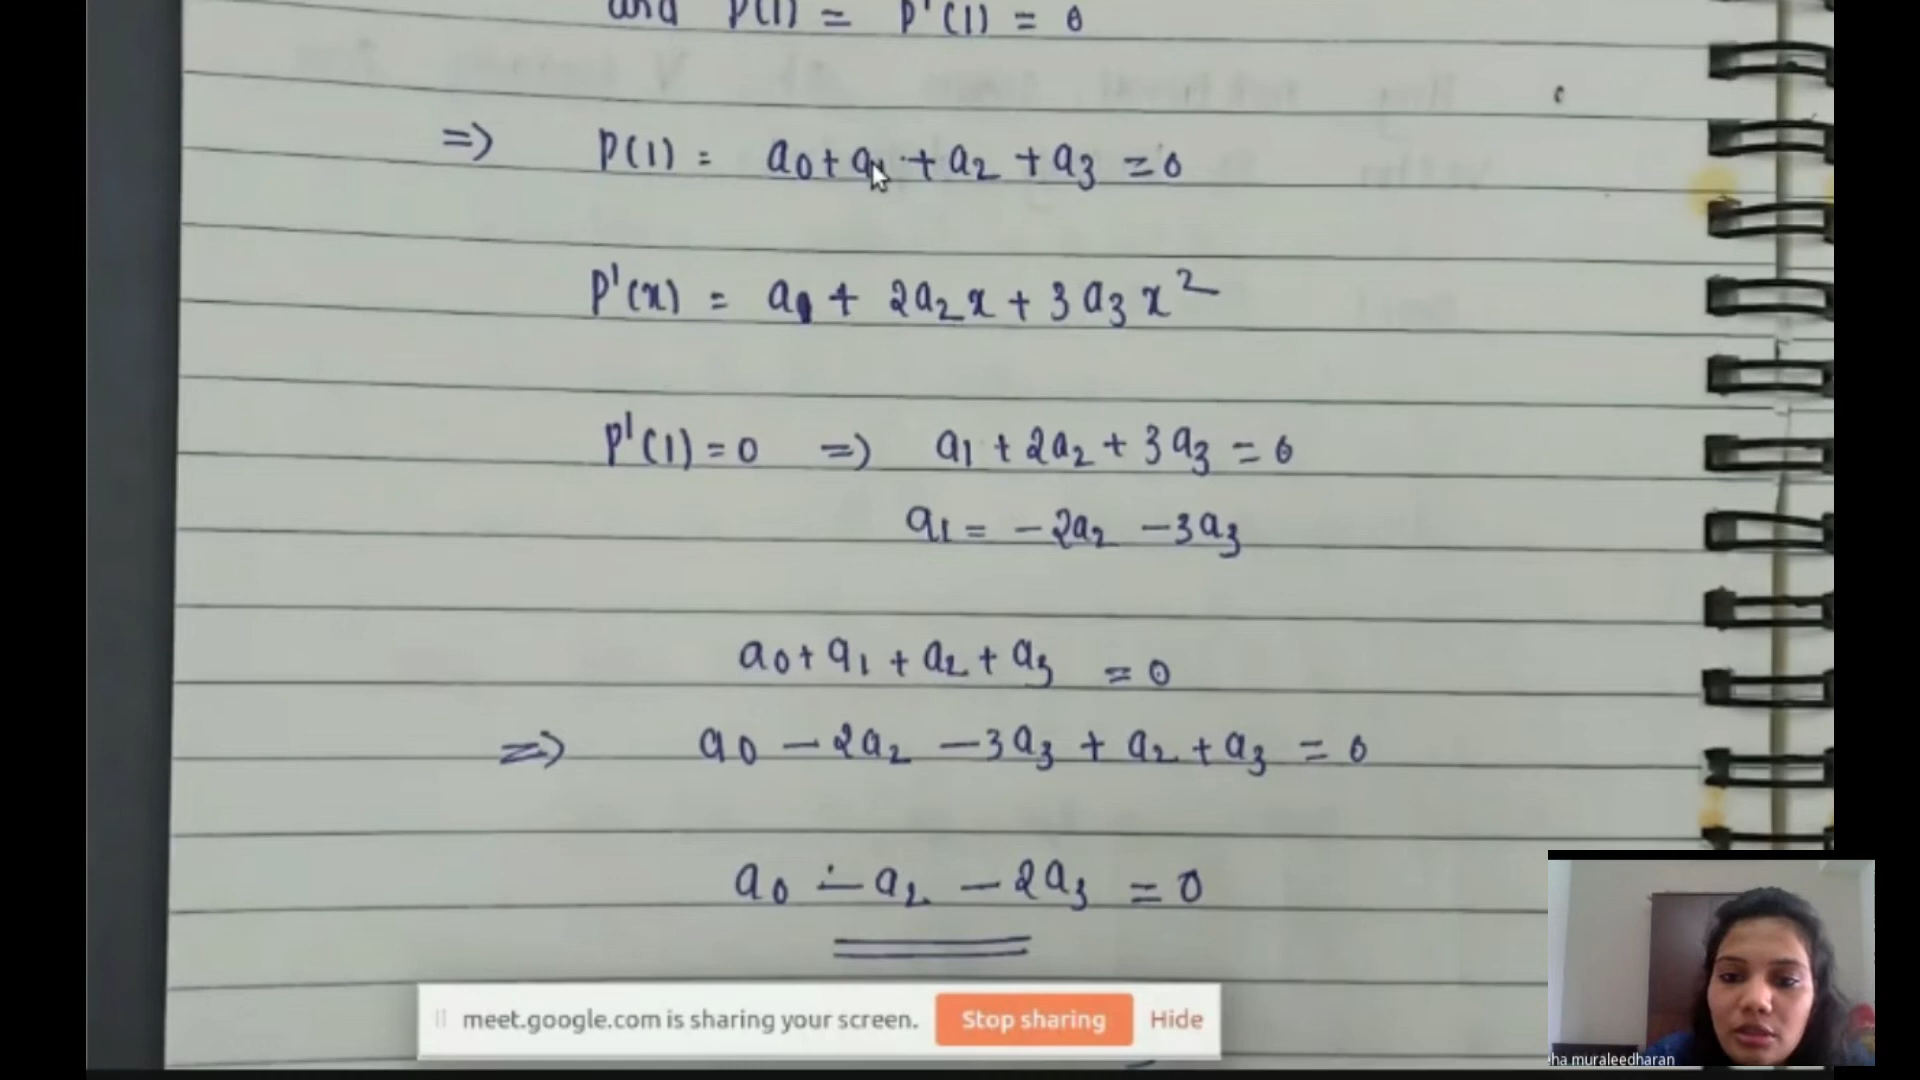 and P(1) = P'(1) = 0
=> P(1) = a0 + a1 + a2 + a3 = 0
P'(x) = a1 + 2a2x + 3a3x²
P'(1) = 0 => a1 + 2a2 + 3a3 = 0
a1 = -2a2 - 3a3
a0 + a1 + a2 + a3 = 0
=> a0 - 2a2 - 3a3 + a2 + a3 = 0
a0 - a2 - 2a3 = 0
meet.google.com is sharing your screen. Stop sharing Hide
muraleedharan